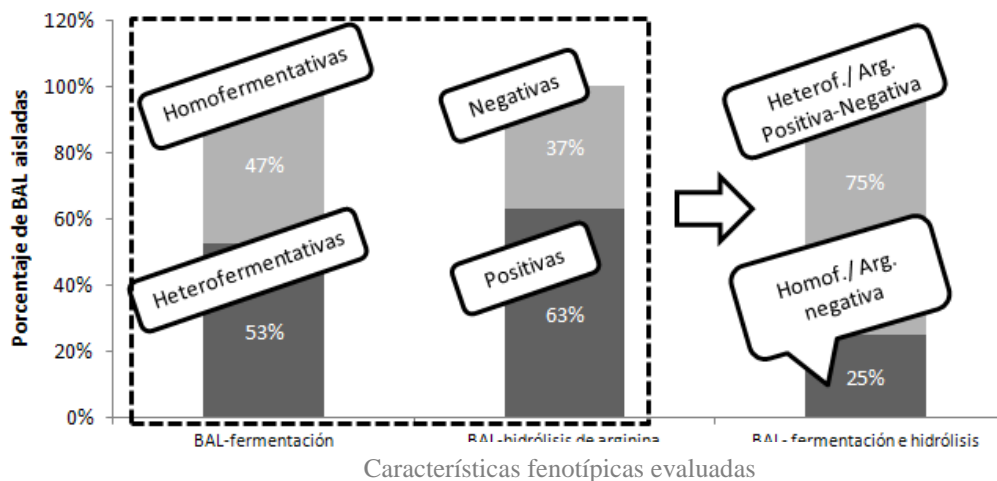 120%
100%
80%
60%
40%
20%
0%
Porcentaje de BAL aisladas
Homofermentativas
47%
Heterofermentativas
53%
Negativas
37%
Positivas
63%
Heterof./ Arg.
Positiva-Negativa
75%
Homof./ Arg.
negativa
25%
BAL-fermentación
BAL-hidrólisis de arginina
BAL- fermentación e hidrólisis
Características fenotípicas evaluadas